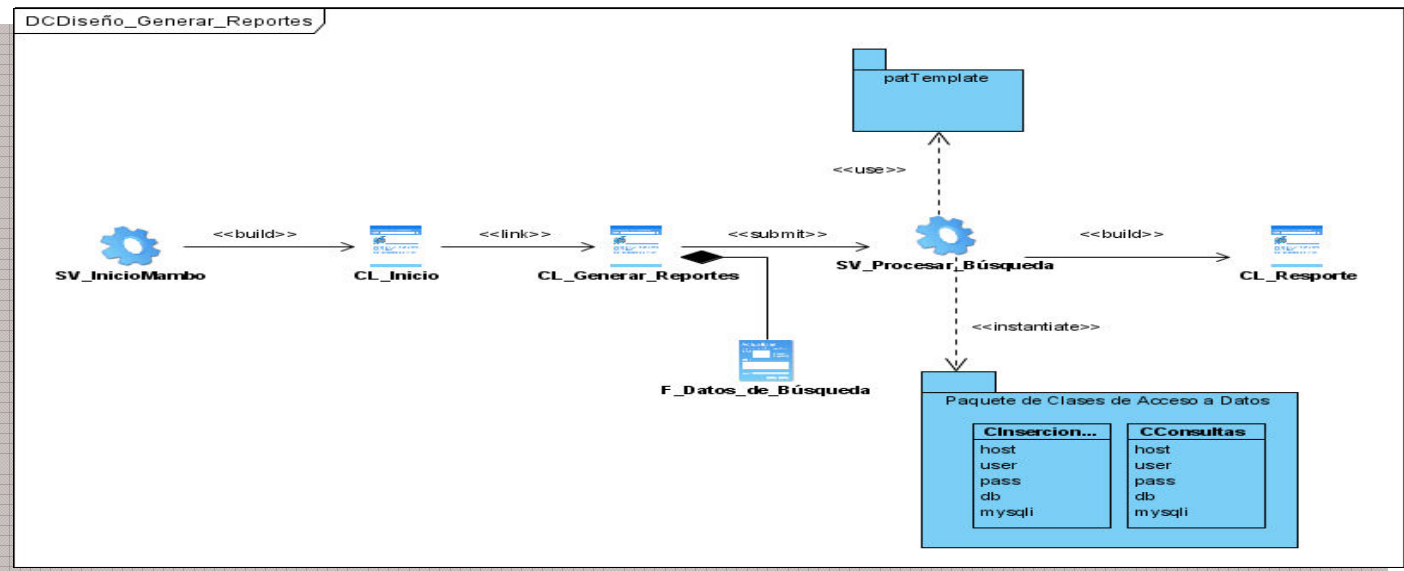 DCDiseño_Generar_Reportes
patTemplate
<<use>>
<<build>>
<<link>>
<<submit>>
<<build>>
SV_InicioMambo
CL_Inicio
CL_Generar_Reportes
SV_Procesar_Búsqueda
CL_Resporte
<<instantiate>>
F_Datos_de_Búsqueda
Paquete de Clases de Acceso a Datos
CInsercion...
host
user
pass
db
mysqli
CConsultas
host
user
pass
db
mysqli